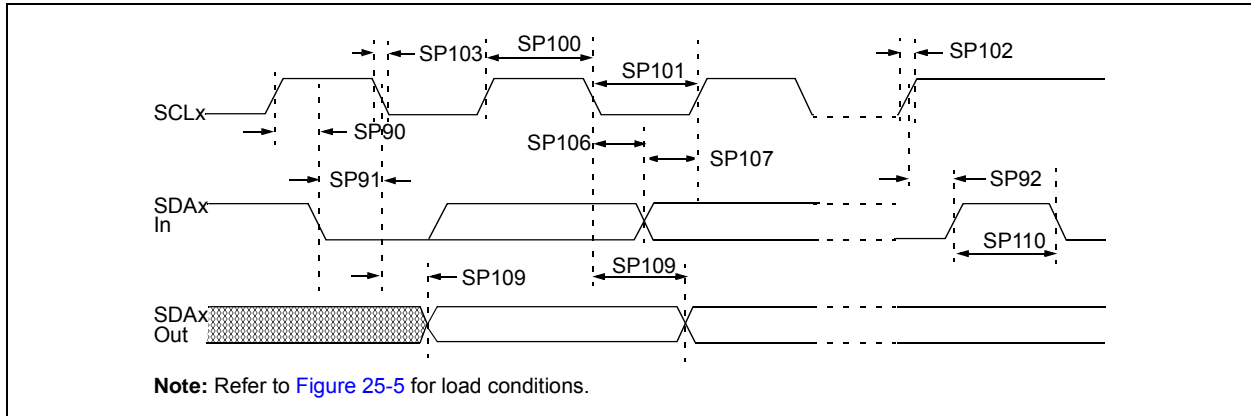 SP103
SP100
SP102
SP101
SCLx
SP90
SP106
SP107
SP91
SP92
SDAx
In
SP110
SP109
SP109
SDAx
Out
Note: Refer to Figure 25-5 for load conditions.